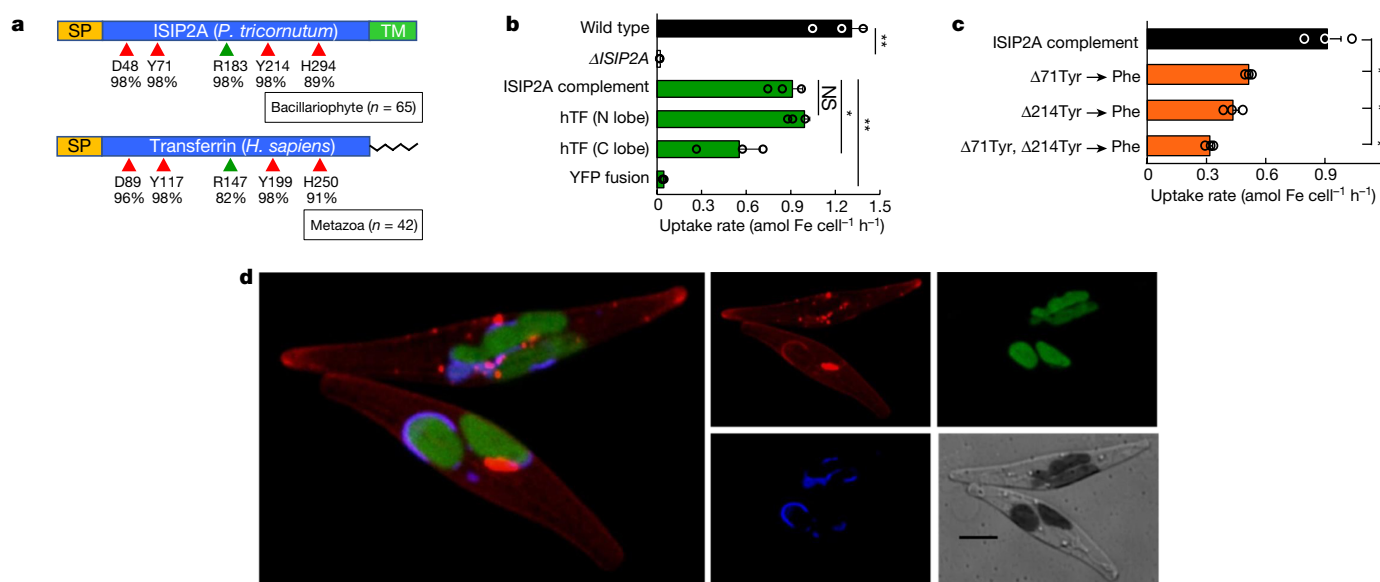 a
SP ISIP2A (P. tricornutum) TM
D48 Y71 R183 Y214 H294
98% 98% 98% 98% 89%
Bacillariophyte (n = 65)
SP Transferrin (H. sapiens)
D89 Y117 R147 Y199 H250
96% 98% 82% 98% 91%
Metazoa (n = 42)
b
Wild type
ΔISIP2A
ISIP2A complement
hTF (N lobe)
hTF (C lobe)
YFP fusion
**
NS
*
**
0 0.3 0.6 0.9 1.2 1.5
Uptake rate (amol Fe cell⁻¹ h⁻¹)
c
ISIP2A complement
Δ71Tyr → Phe
Δ214Tyr → Phe
Δ71Tyr, Δ214Tyr → Phe
0 0.3 0.6 0.9
Uptake rate (amol Fe cell⁻¹ h⁻¹)
d